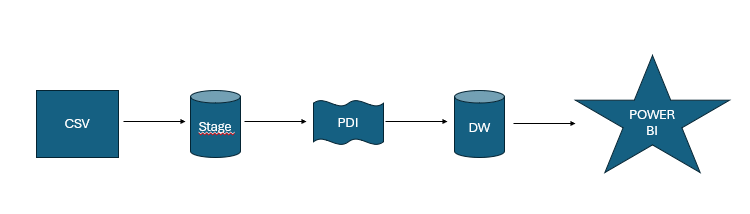 CSV
Stage
PDI
DW
POWER
BI